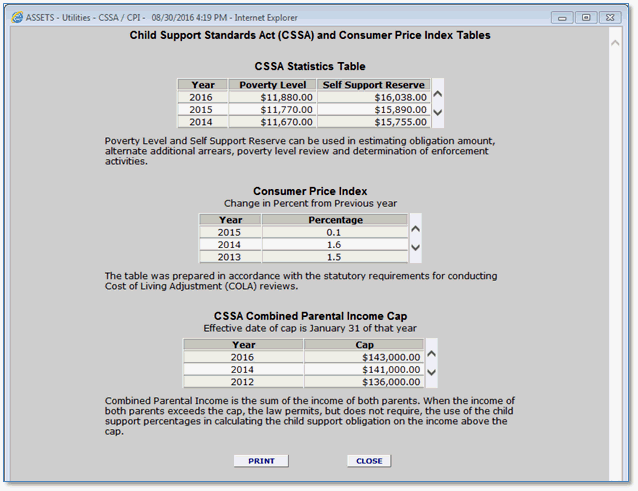 ASSETS - Utilities - CSSA / CPI - 08/30/2016 4:19 PM - Internet Explorer
Child Support Standards Act (CSSA) and Consumer Price Index Tables
CSSA Statistics Table
Year Poverty Level Self Support Reserve
2016 $11,880.00 $16,038.00
2015 $11,770.00 $15,890.00
2014 $11,670.00 $15,755.00
Poverty Level and Self Support Reserve can be used in estimating obligation amount,
alternate additional arrears, poverty level review and determination of enforcement
activities.
Consumer Price Index
Change in Percent from Previous year
Year Percentage
2015 0.1
2014 1.6
2013 1.5
The table was prepared in accordance with the statutory requirements for conducting
Cost of Living Adjustment (COLA) reviews.
CSSA Combined Parental Income Cap
Effective date of cap is January 31 of that year
Year Cap
2016 $143,000.00
2014 $141,000.00
2012 $136,000.00
Combined Parental Income is the sum of the income of both parents. When the income of
both parents exceeds the cap, the law permits, but does not require, the use of the child
support percentages in calculating the child support obligation on the income above the
cap.
PRINT CLOSE